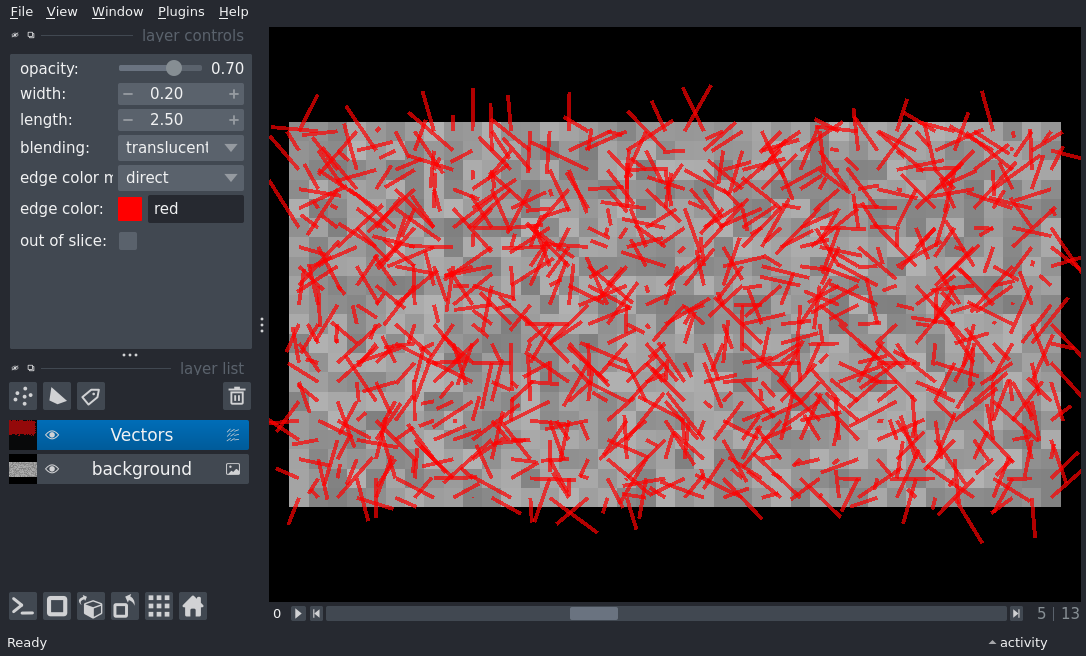 File View Window Plugins Help
layer controls
opacity: 0.70
width: 0.20
length: 2.50
blending: translucent
edge color m direct
edge color: red
out of slice:
layer list
Vectors
background
0 5 | 13
Ready activity